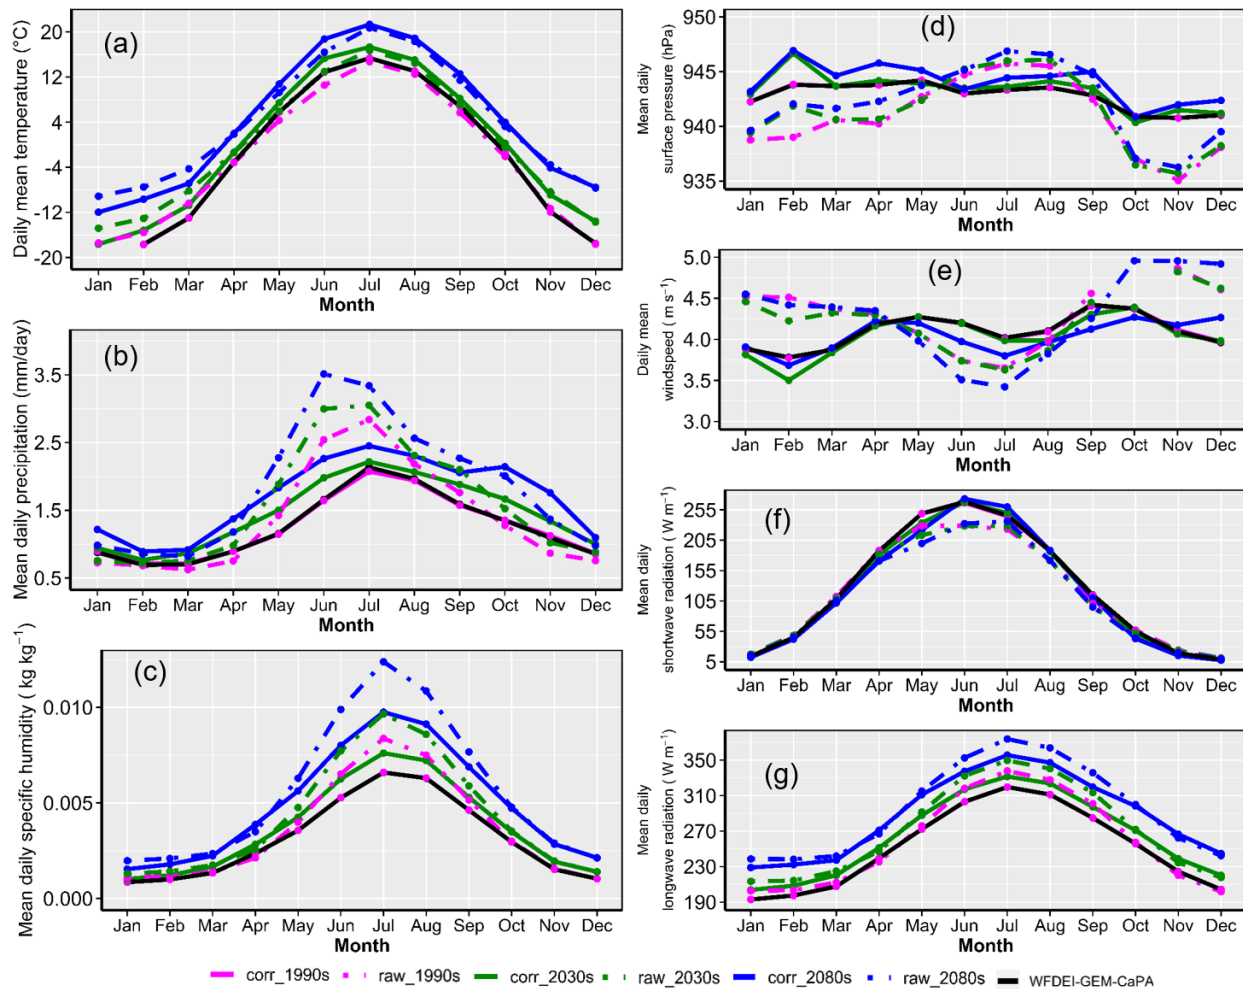 (a)
Daily mean temperature (°C)
20
12
4
-4
-12
-20
Jan Feb Mar Apr May Jun Jul Aug Sep Oct Nov Dec
Month
(b)
Mean daily precipitation (mm/day)
3.5
2.5
1.5
0.5
Jan Feb Mar Apr May Jun Jul Aug Sep Oct Nov Dec
Month
(c)
Mean daily specific humidity ( kg kg⁻¹)
0.010
0.005
0.000
Jan Feb Mar Apr May Jun Jul Aug Sep Oct Nov Dec
Month
(d)
Mean daily
surface pressure (hPa)
950
945
940
935
Jan Feb Mar Apr May Jun Jul Aug Sep Oct Nov Dec
Month
(e)
Daily mean
windspeed ( m s⁻¹)
5.0
4.5
4.0
3.5
3.0
Jan Feb Mar Apr May Jun Jul Aug Sep Oct Nov Dec
Month
(f)
Mean daily
shortwave radiation ( W m⁻¹)
255
205
155
105
55
5
Jan Feb Mar Apr May Jun Jul Aug Sep Oct Nov Dec
Month
(g)
Mean daily
longwave radiation ( W m⁻¹)
350
310
270
230
190
Jan Feb Mar Apr May Jun Jul Aug Sep Oct Nov Dec
Month
corr_1990s raw_1990s corr_2030s raw_2030s corr_2080s raw_2080s WFDEI-GEM-CaPA